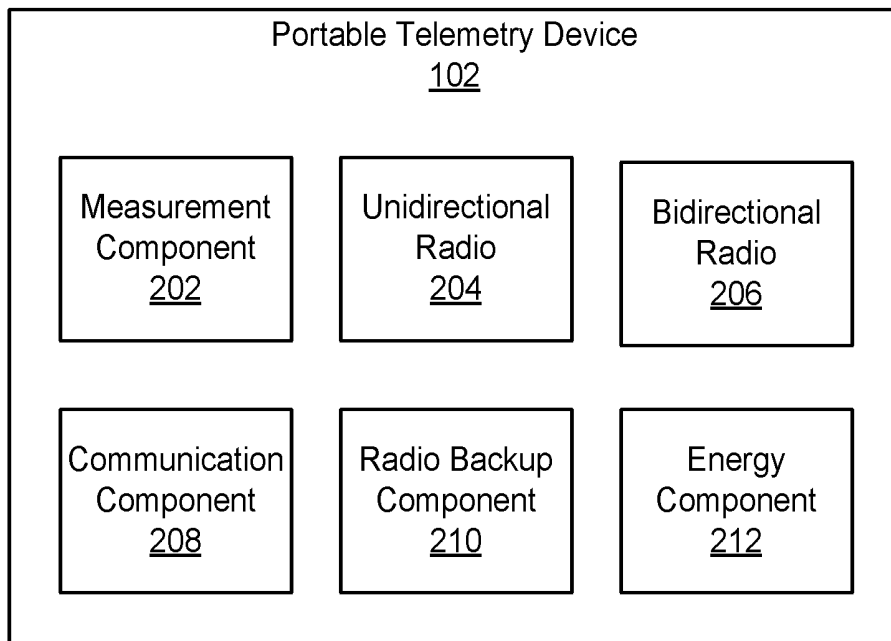 Portable Telemetry Device
102
Measurement
Component
202
Unidirectional
Radio
204
Bidirectional
Radio
206
Communication
Component
208
Radio Backup
Component
210
Energy
Component
212